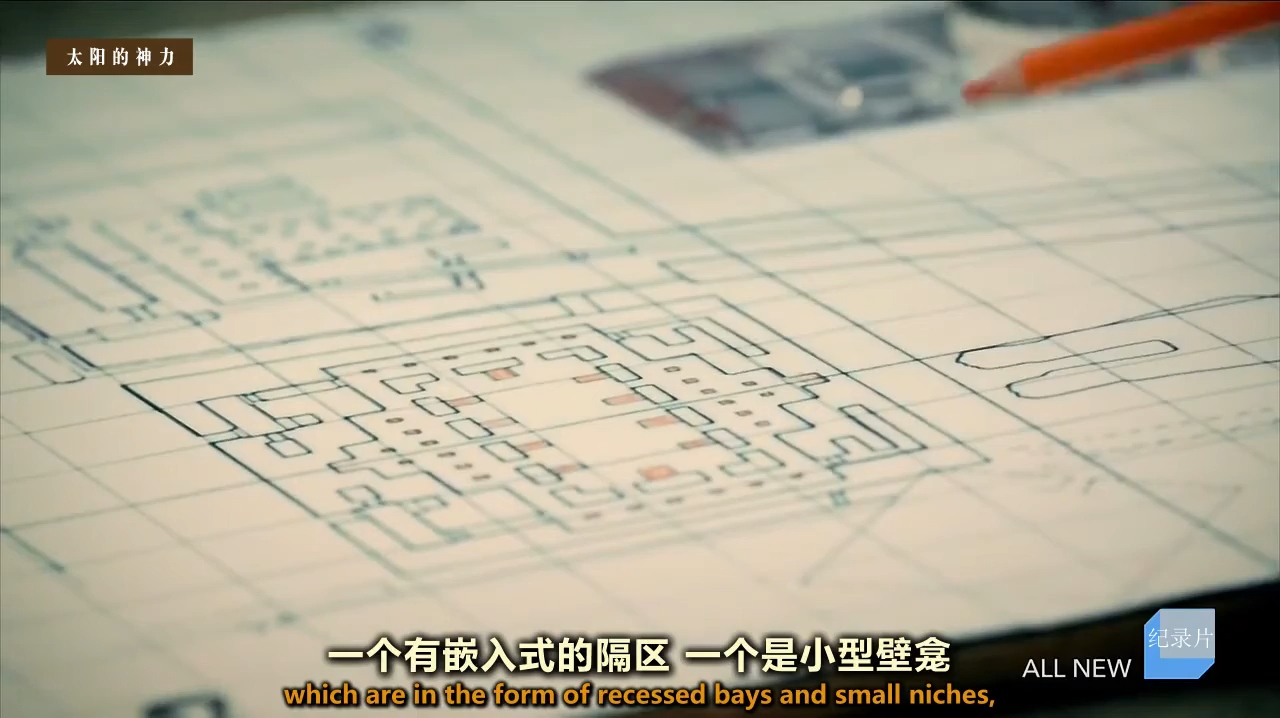 太阳的神力
一个有嵌入式的隔区 一个是小型壁龛
which are in the form of recessed bays and small niches,
ALL NEW
纪录片